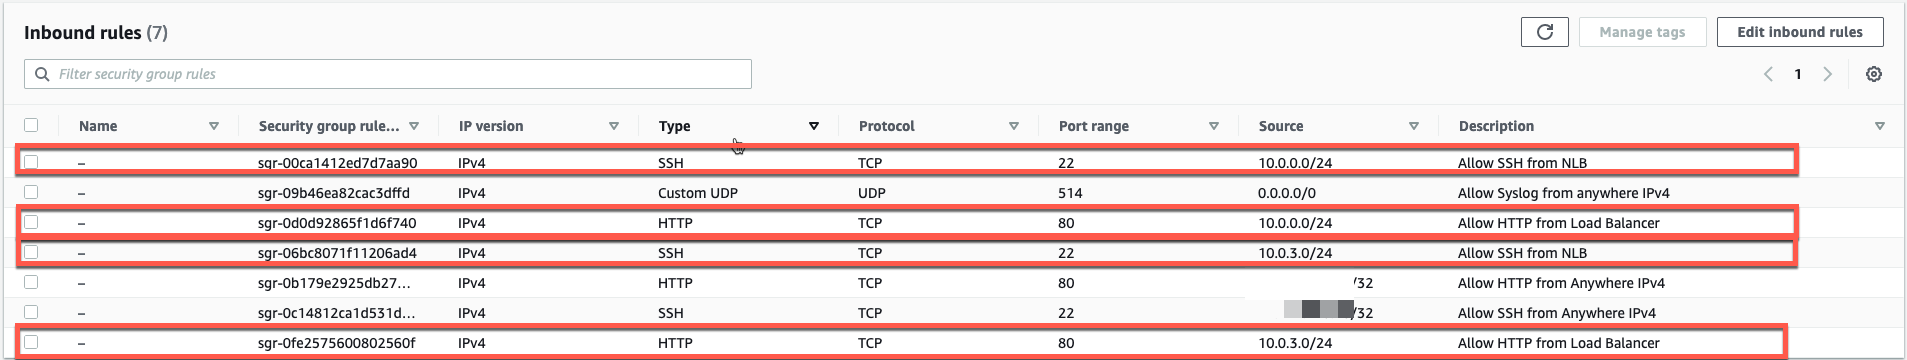 Inbound rules (7)
Manage tags
Edit inbound rules
Filter security group rules
1
Name Security group rule... IP version Type Protocol Port range Source Description
– sgr-00ca1412ed7d7aa90 IPv4 SSH TCP 22 10.0.0.0/24 Allow SSH from NLB
– sgr-09b46ea82cac3dffd IPv4 Custom UDP UDP 514 0.0.0.0/0 Allow Syslog from anywhere IPv4
– sgr-0d0d92865f1d6f740 IPv4 HTTP TCP 80 10.0.0.0/24 Allow HTTP from Load Balancer
– sgr-06bc8071f11206ad4 IPv4 SSH TCP 22 10.0.3.0/24 Allow SSH from NLB
– sgr-0b179e2925db27... IPv4 HTTP TCP 80 /32 Allow HTTP from Anywhere IPv4
– sgr-0c14812ca1d531d... IPv4 SSH TCP 22 /32 Allow SSH from Anywhere IPv4
– sgr-0fe2575600802560f IPv4 HTTP TCP 80 10.0.3.0/24 Allow HTTP from Load Balancer